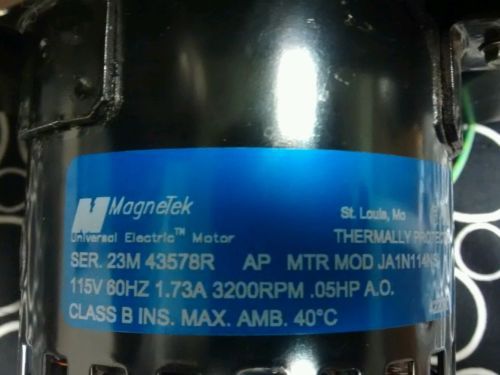 MagneTek
St. Louis, Mo
Universal Electric™ Motor
THERMALLY
SER. 23M 43578R AP MTR MOD
115V 60HZ 1.73A 3200RPM .05HP A.O.
CLASS B INS. MAX. AMB. 40°C